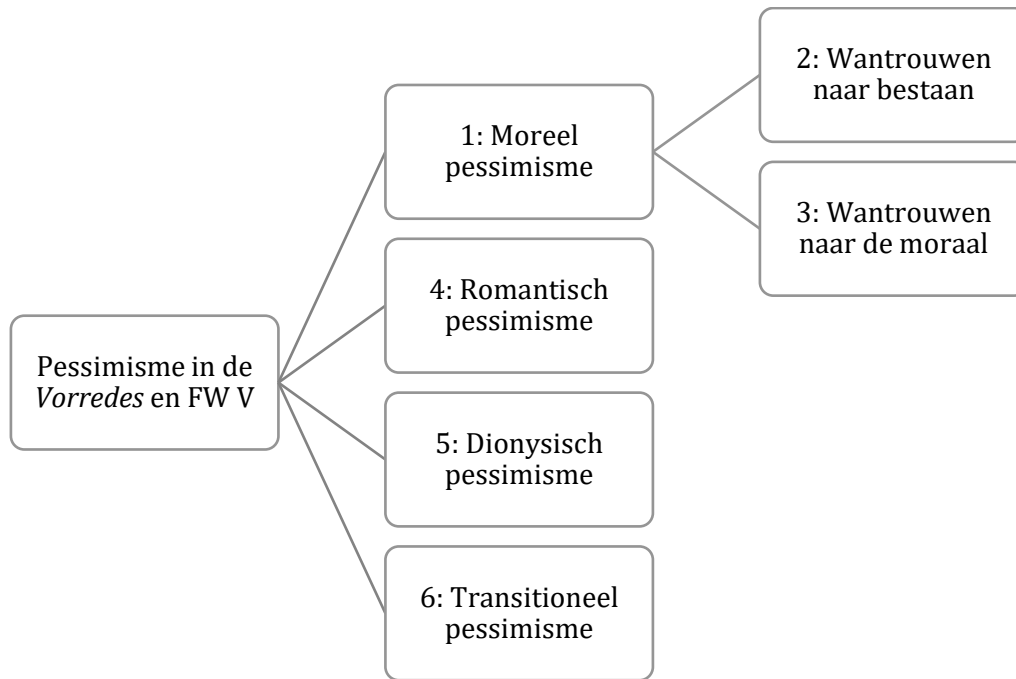 Pessimisme in de
Vorredes en FW V
1: Moreel
pessimisme
2: Wantrouwen
naar bestaan
3: Wantrouwen
naar de moraal
4: Romantisch
pessimisme
5: Dionysisch
pessimisme
6: Transitioneel
pessimisme